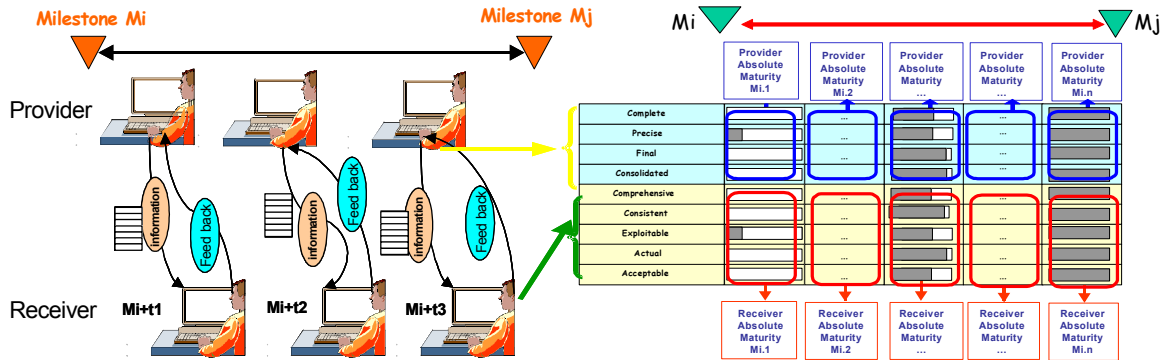 Milestone Mi
Milestone Mj
Provider
information
Feed back
information
Feed back
information
Feed back
Receiver
Mi+t1
Mi+t2
Mi+t3
Mi
Mj
Provider
Absolute
Maturity
Mi.1
Provider
Absolute
Maturity
Mi.2
Provider
Absolute
Maturity
...
Provider
Absolute
Maturity
...
Provider
Absolute
Maturity
Mi.n
Complete
... ...
Precise
... ...
Final
... ...
Consolidated
Comprehensive
Consistent
... ...
Exploitable
... ...
Actual
... ...
Acceptable
... ...
Receiver
Absolute
Maturity
Mi.1
Receiver
Absolute
Maturity
Mi.2
Receiver
Absolute
Maturity
...
Receiver
Absolute
Maturity
...
Receiver
Absolute
Maturity
Mi.n